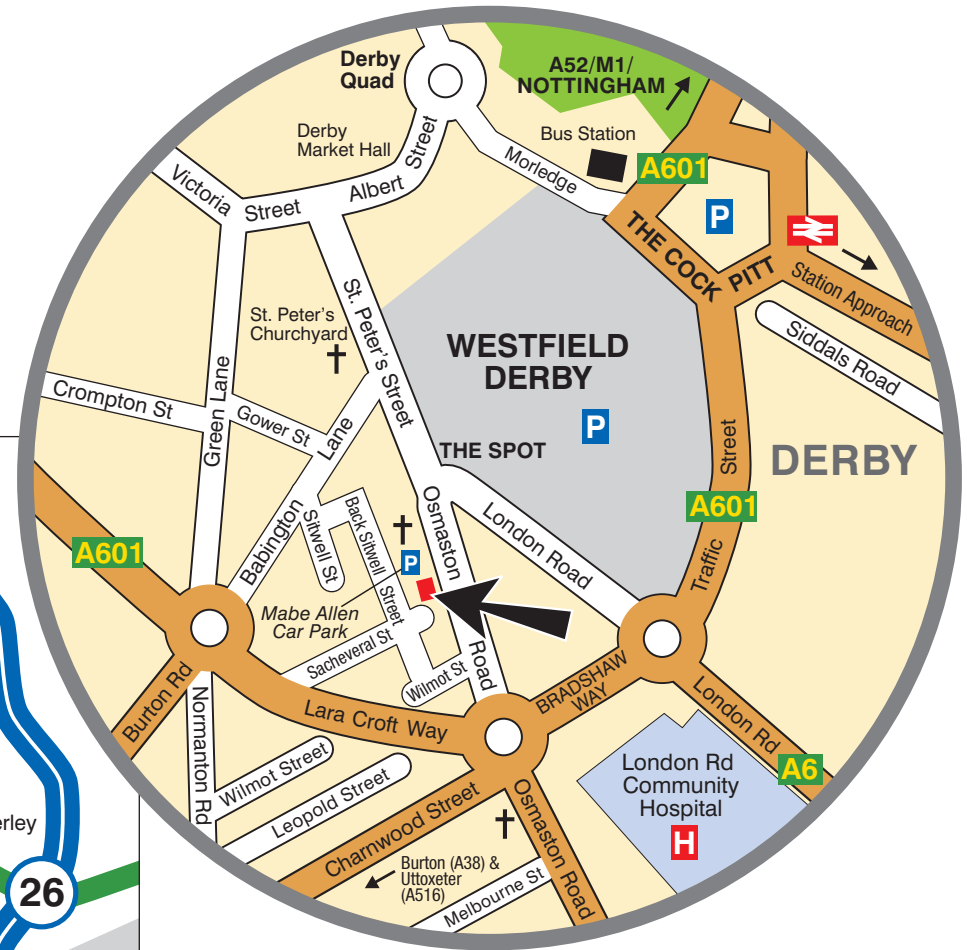 Derby
Quad
A52/M1/
NOTTINGHAM
Derby
Market Hall
Bus Station
Morledge
A601
Victoria
Street
Albert
Street
P
THE COCK
PITT
Station Approach
Siddals Road
St. Peter's
Churchyard
St. Peter's Street
WESTFIELD
DERBY
P
Crompton St
Green Lane
Gower St
Lane
Babington
THE SPOT
DERBY
Street
A601
Traffic
A601
Sitwell St
Back Sitwell
Street
P
Osmaston
Road
London Road
Mabe Allen
Car Park
Sacheveral St
Wilmot St
Burton Rd
Normanton Rd
Lara Croft Way
BRADSHAW
WAY
London Rd
A6
Wilmot Street
Leopold Street
Charnwood Street
Osmaston Road
London Rd
Community
Hospital
H
Burton (A38) &
Uttoxeter
(A516)
Melbourne St
erley
26